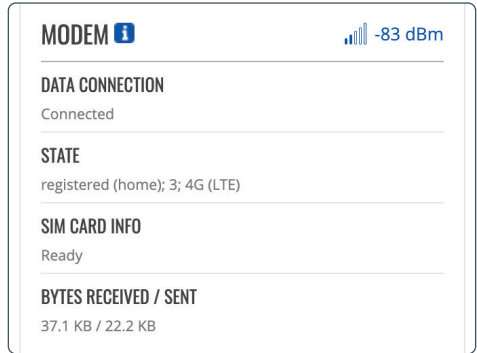 MODEM i -83 dBm
DATA CONNECTION
Connected
STATE
registered (home); 3; 4G (LTE)
SIM CARD INFO
Ready
BYTES RECEIVED / SENT
37.1 KB / 22.2 KB